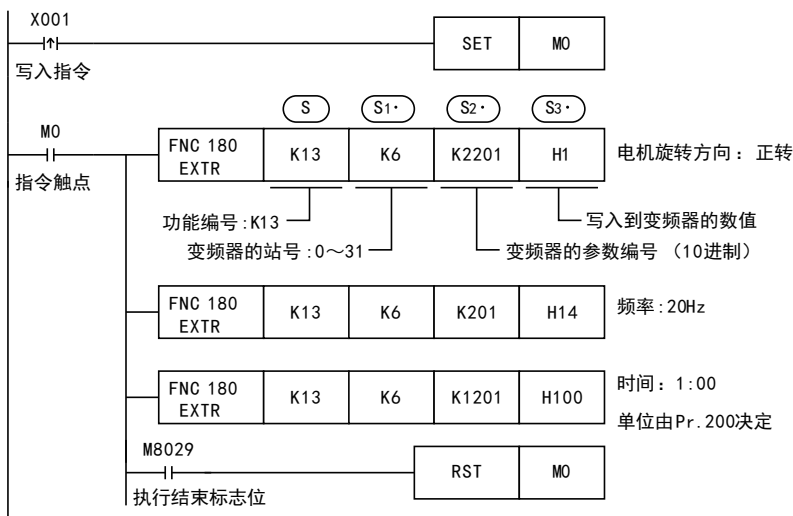 X001
SET M0
写入指令
S S1· S2· S3·
M0
FNC 180 EXTR K13 K6 K2201 H1 电机旋转方向：正转
指令触点
功能编号:K13 写入到变频器的数值
变频器的站号:0～31 变频器的参数编号 （10进制）
FNC 180 EXTR K13 K6 K201 H14 频率:20Hz
FNC 180 EXTR K13 K6 K1201 H100 时间：1:00
单位由Pr.200决定
M8029
RST M0
执行结束标志位